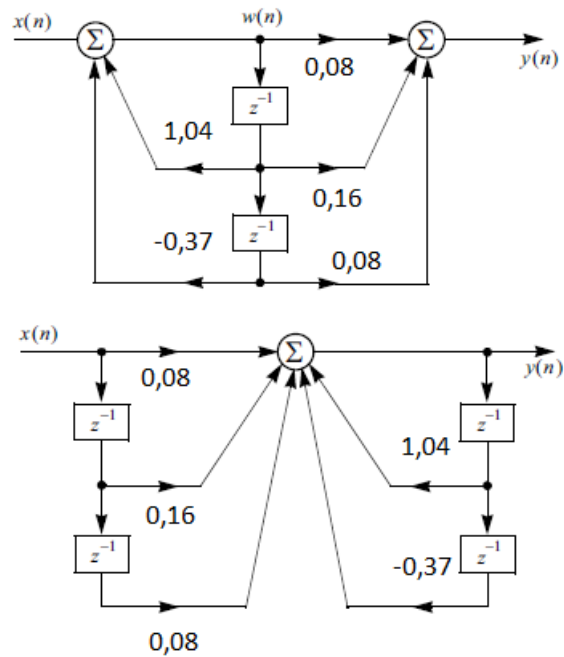 x(n) w(n)
Σ Σ
0,08 y(n)
z⁻¹
1,04
0,16
-0,37 z⁻¹
0,08
x(n)
Σ
0,08 y(n)
z⁻¹ z⁻¹
1,04
0,16
z⁻¹ -0,37 z⁻¹
0,08